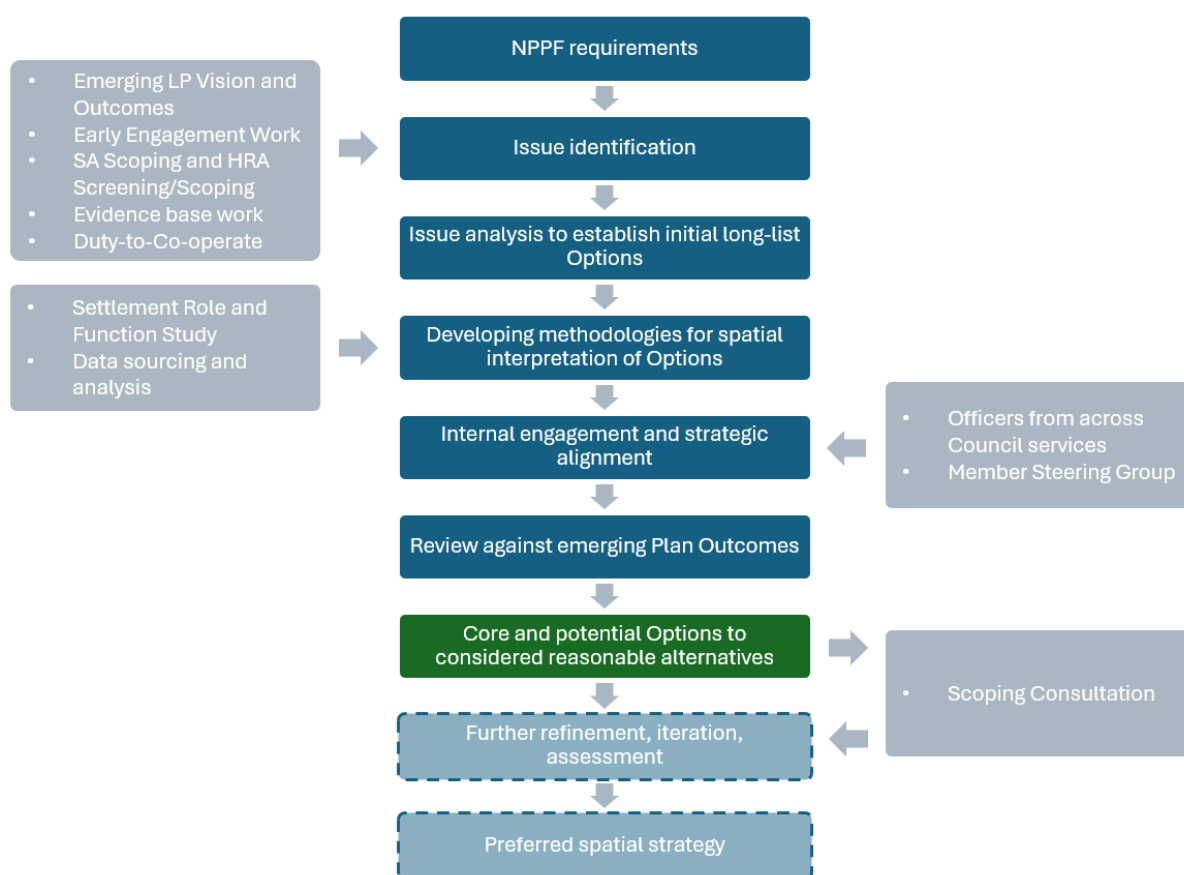 NPPF requirements
• Emerging LP Vision and
Outcomes
• Early Engagement Work
• SA Scoping and HRA
Screening/Scoping
• Evidence base work
• Duty-to-Co-operate
Issue identification
Issue analysis to establish initial long-list
Options
• Settlement Role and
Function Study
• Data sourcing and
analysis
Developing methodologies for spatial
interpretation of Options
Internal engagement and strategic
alignment
• Officers from across
Council services
• Member Steering Group
Review against emerging Plan Outcomes
Core and potential Options to
considered reasonable alternatives
• Scoping Consultation
Further refinement, iteration,
assessment
Preferred spatial strategy